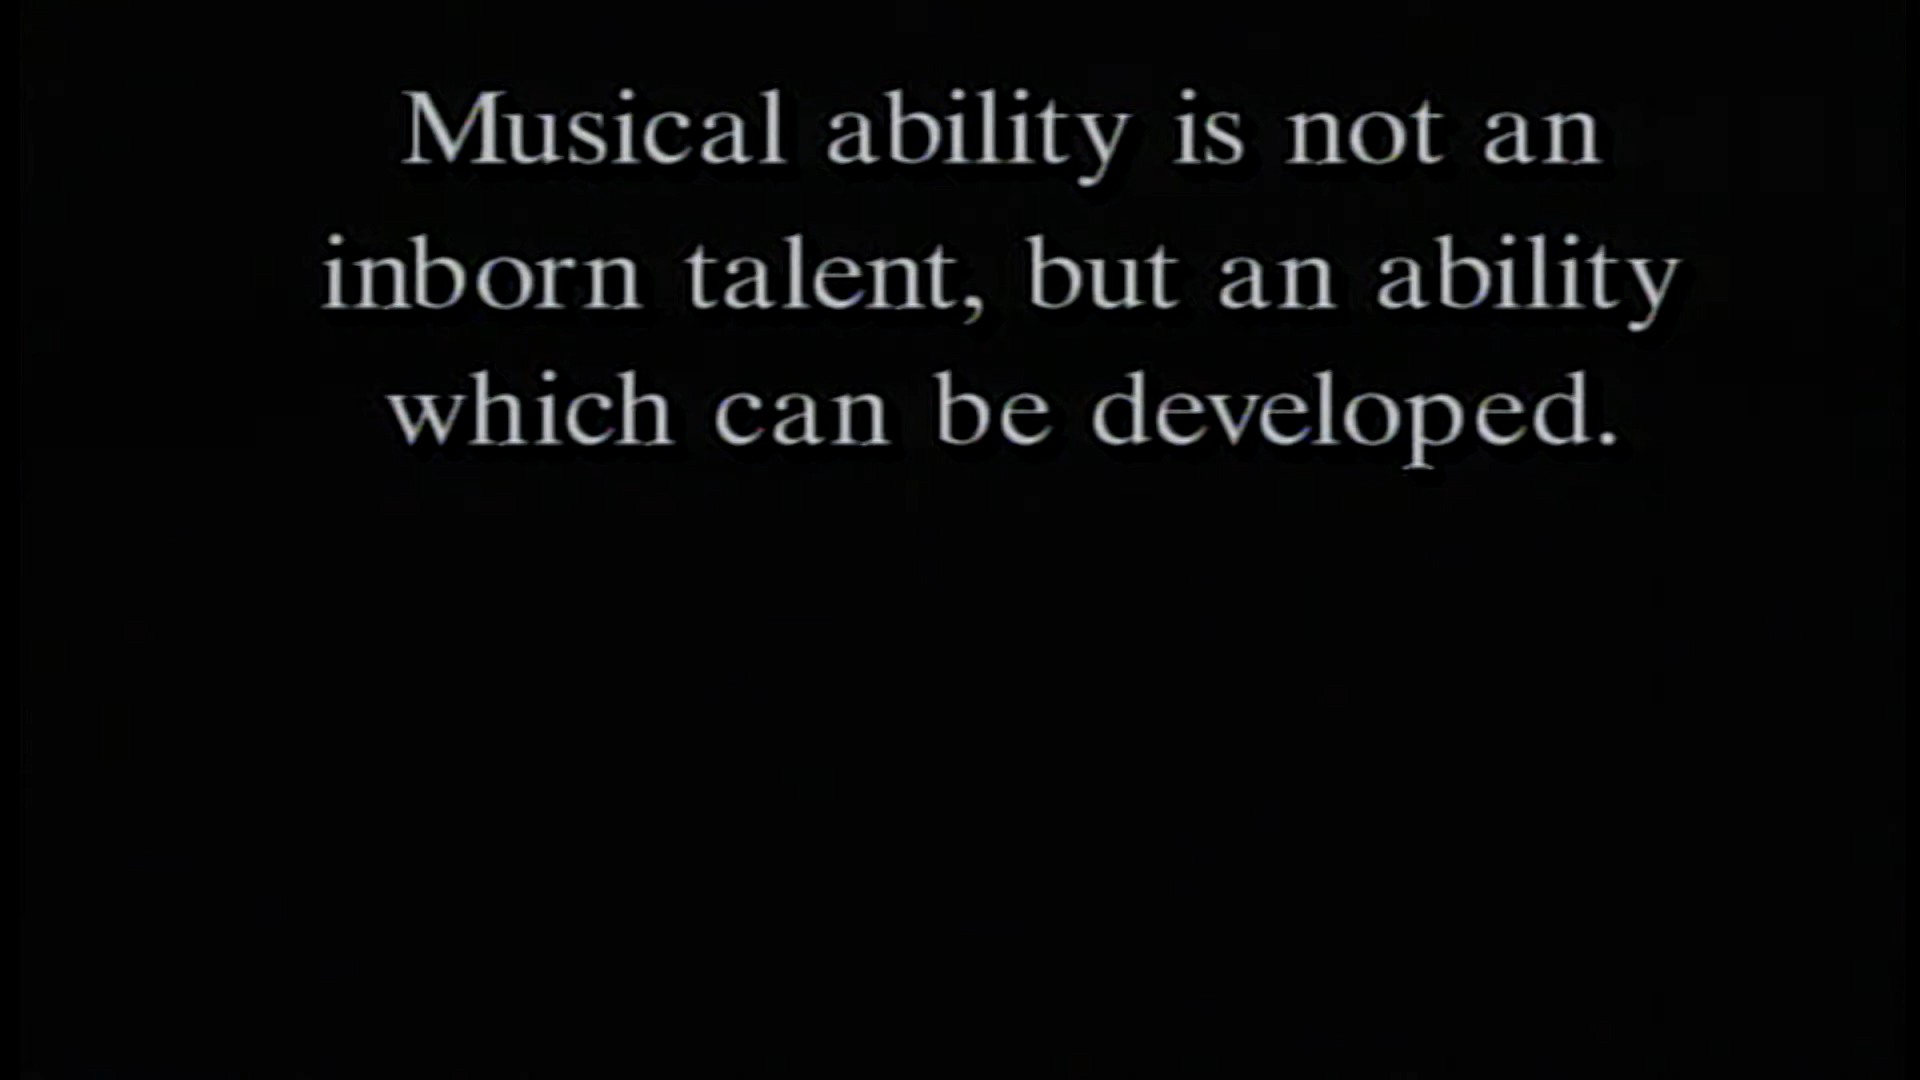 Musical ability is not an
inborn talent, but an ability
which can be developed.